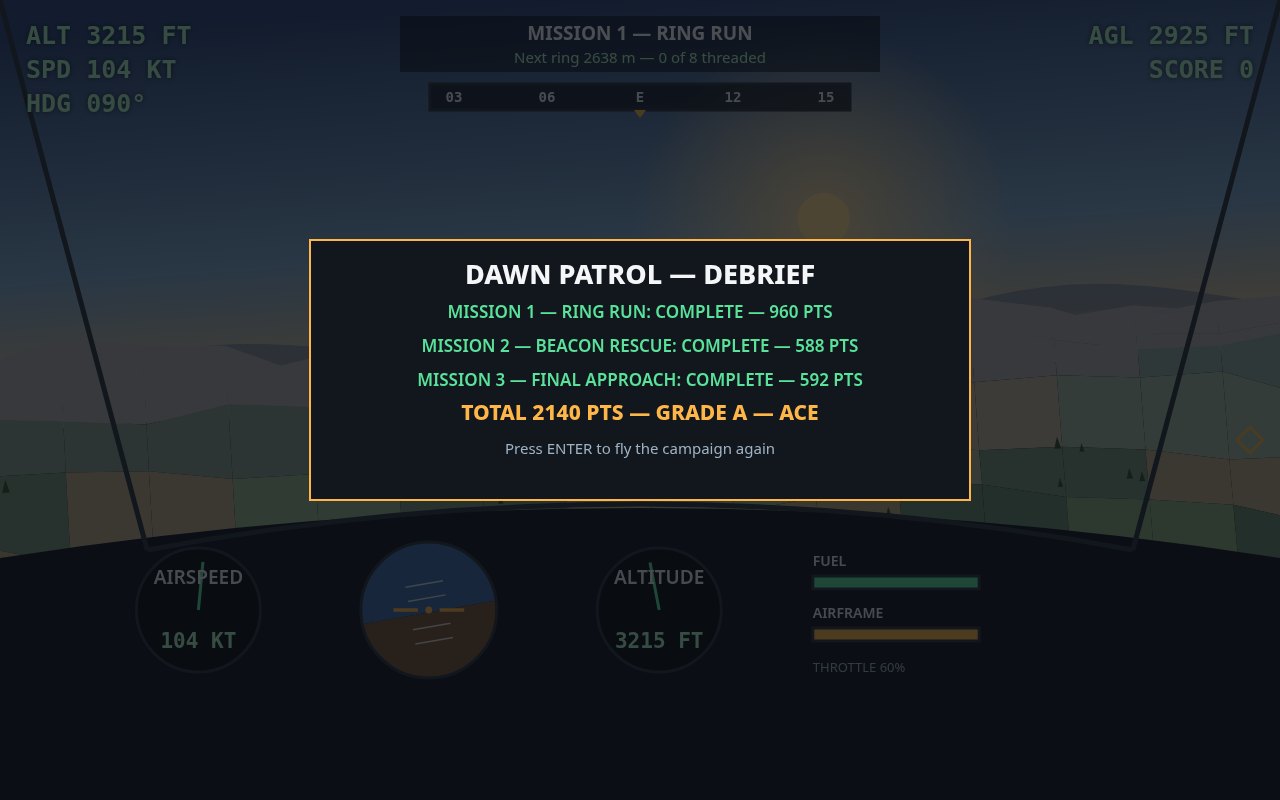 ALT 3215 FT
SPD 104 KT
HDG 090°
MISSION 1 — RING RUN
Next ring 2638 m — 0 of 8 threaded
03 06 E 12 15
AGL 2925 FT
SCORE 0
DAWN PATROL — DEBRIEF
MISSION 1 — RING RUN: COMPLETE — 960 PTS
MISSION 2 — BEACON RESCUE: COMPLETE — 588 PTS
MISSION 3 — FINAL APPROACH: COMPLETE — 592 PTS
TOTAL 2140 PTS — GRADE A — ACE
Press ENTER to fly the campaign again
AIRSPEED
104 KT
ALTITUDE
3215 FT
FUEL
AIRFRAME
THROTTLE 60%